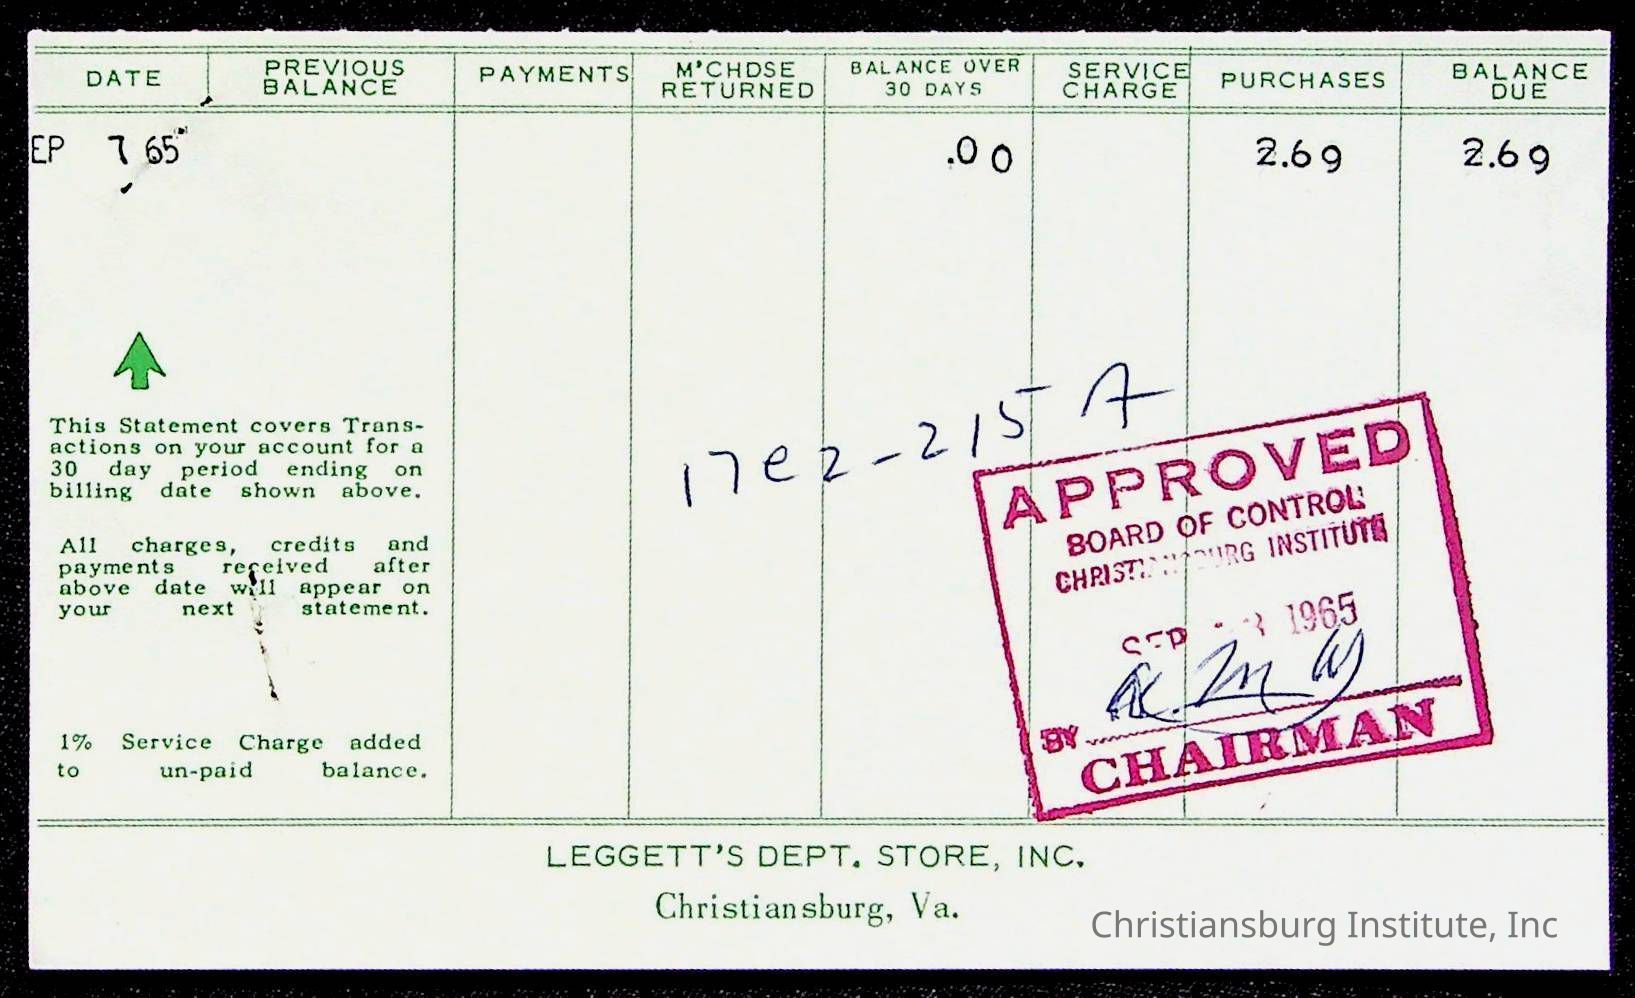 DATE PREVIOUS BALANCE PAYMENTS M'CHDSE RETURNED BALANCE OVER 30 DAYS SERVICE CHARGE PURCHASES BALANCE DUE
EP 7 65 .00 2.69 2.69
This Statement covers Trans-
actions on your account for a
30 day period ending on
billing date shown above.
All charges, credits and
payments received after
above date will appear on
your next statement.
1% Service Charge added
to un-paid balance.
17e2-215 A
APPROVED
BOARD OF CONTROL
CHRISTIANSBURG INSTITUTE
SEP 1965
BY
CHAIRMAN
LEGGETT'S DEPT. STORE, INC.
Christiansburg, Va.
Christiansburg Institute, Inc